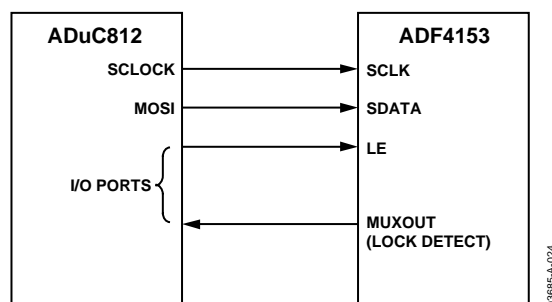 ADuC812
ADF4153
SCLOCK
SCLK
MOSI
SDATA
LE
I/O PORTS
MUXOUT
(LOCK DETECT)